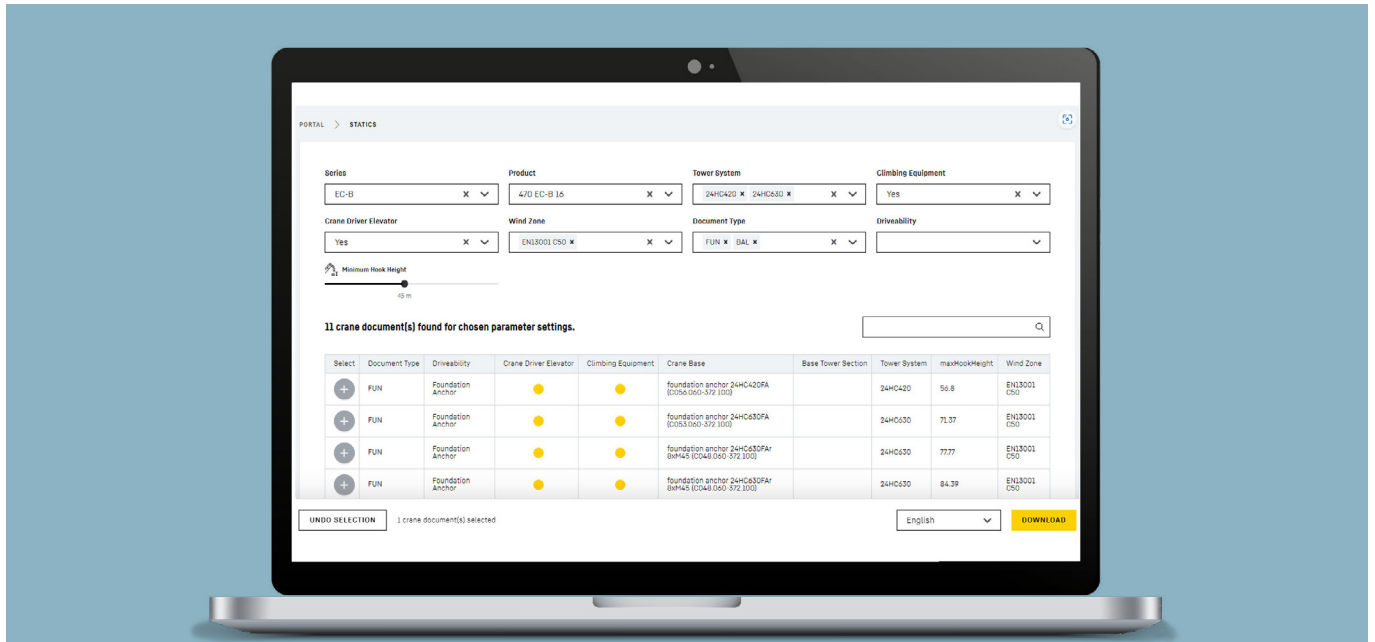 PORTAL > STATICS
Series
Product
Tower System
Climbing Equipment
EC-B
470 EC-B 16
24HC420 × 24HC630 ×
Yes
Crane Driver Elevator
Wind Zone
Document Type
Driveability
Yes
EN13001 C50 ×
FUN × BAL ×
Minimum Hook Height
45 m
11 crane document(s) found for chosen parameter settings.
Select Document Type Driveability Crane Driver Elevator Climbing Equipment Crane Base Base Tower Section Tower System maxHookHeight Wind Zone
FUN Foundation Anchor foundation anchor 24HC420FA (C056.060-372.100) 24HC420 56.8 EN13001 C50
FUN Foundation Anchor foundation anchor 24HC630FA (C053.060-372.100) 24HC630 71.37 EN13001 C50
FUN Foundation Anchor foundation anchor 24HC630FAr 8xM45 (C048.060-372.100) 24HC630 77.77 EN13001 C50
FUN Foundation Anchor foundation anchor 24HC630FAr 8xM45 (C048.060-372.100) 24HC630 84.39 EN13001 C50
UNDO SELECTION 1 crane document(s) selected English DOWNLOAD